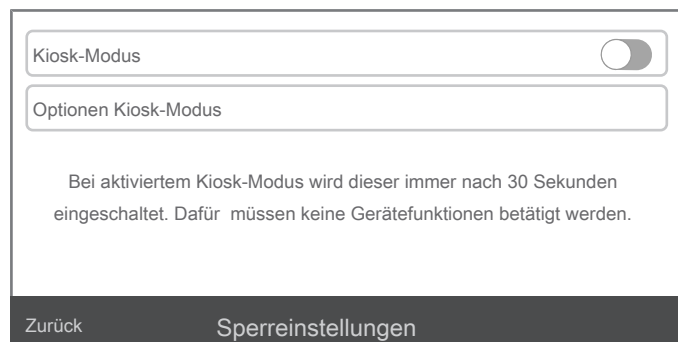 Kiosk-Modus
Optionen Kiosk-Modus
Bei aktiviertem Kiosk-Modus wird dieser immer nach 30 Sekunden
eingeschaltet. Dafür müssen keine Gerätefunktionen betätigt werden.
Zurück Sperreinstellungen